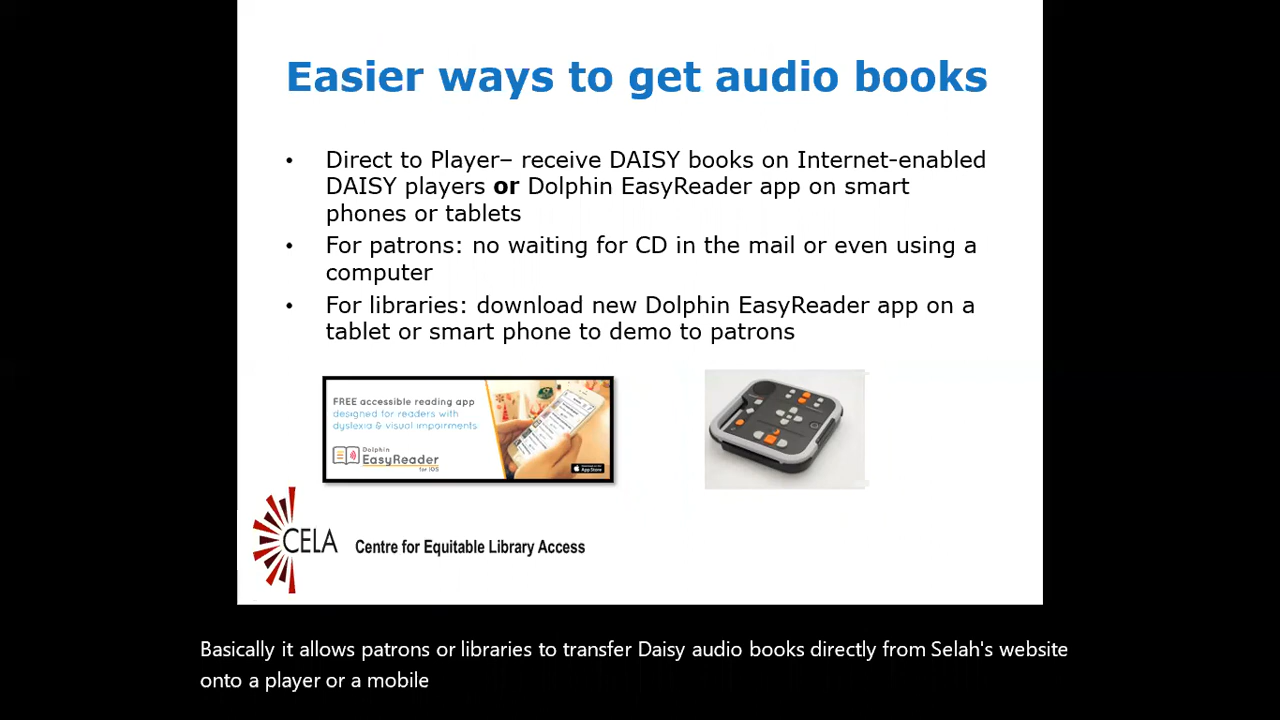 Easier ways to get audio books
• Direct to Player– receive DAISY books on Internet-enabled
DAISY players or Dolphin EasyReader app on smart
phones or tablets
• For patrons: no waiting for CD in the mail or even using a
computer
• For libraries: download new Dolphin EasyReader app on a
tablet or smart phone to demo to patrons
FREE accessible reading app
designed for readers with
dyslexia & visual impairments
Dolphin
EasyReader
for iOS
App Store
CELA
Centre for Equitable Library Access
Basically it allows patrons or libraries to transfer Daisy audio books directly from Selah's website
onto a player or a mobile